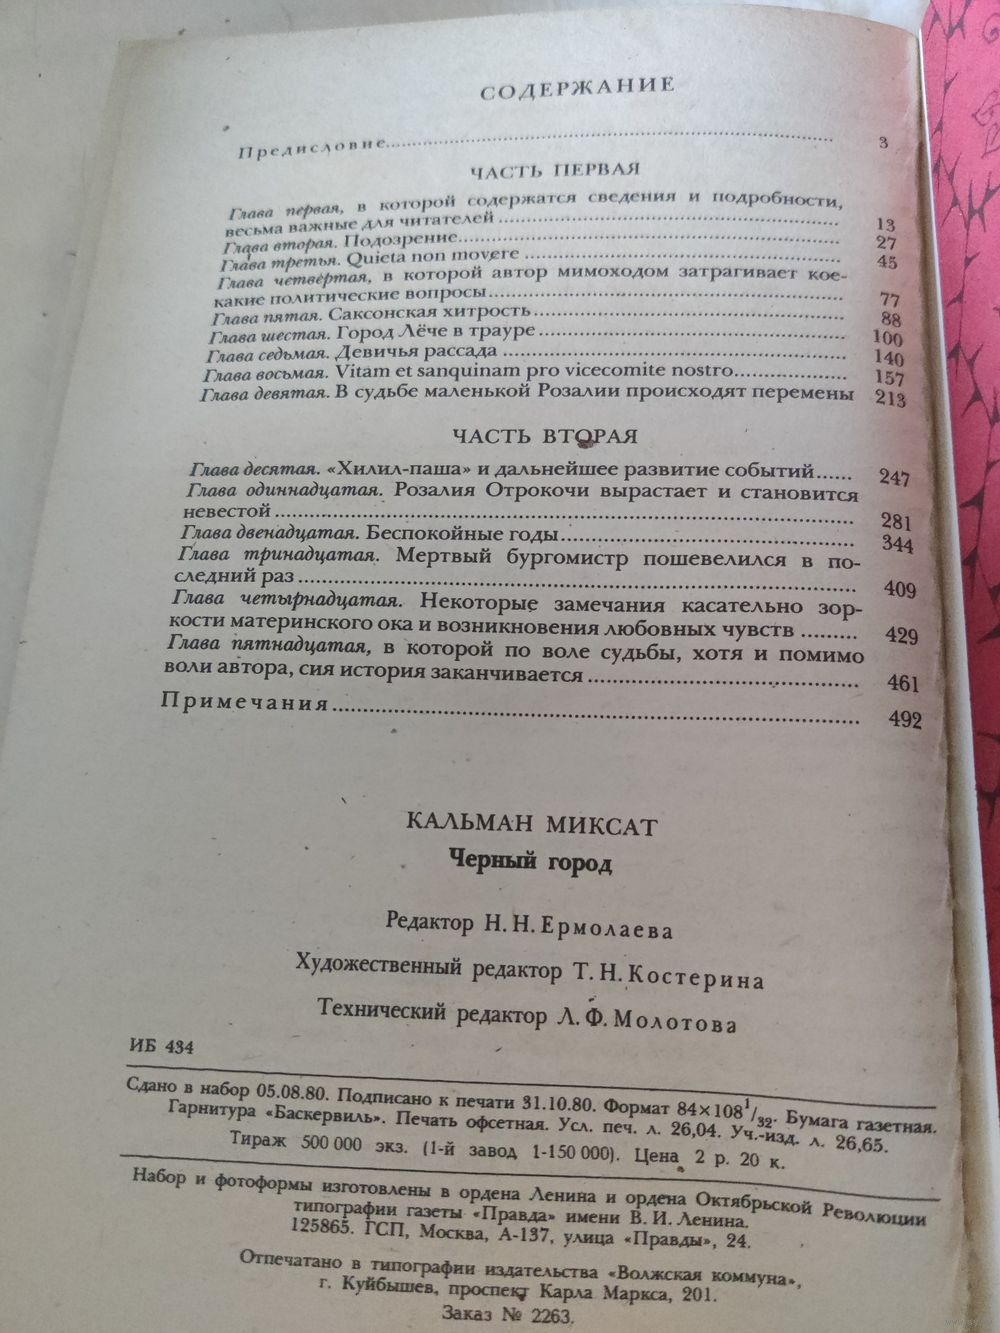 СОДЕРЖАНИЕ
Предисловие........ 3
ЧАСТЬ ПЕРВАЯ
Глава первая, в которой содержатся сведения и подробности,
весьма важные для читателей ........ 13
Глава вторая. Подозрение........ 27
Глава третья. Quieta non movere ........ 45
Глава четвертая, в которой автор мимоходом затрагивает кое-
какие политические вопросы........ 77
Глава пятая. Саксонская хитрость........ 88
Глава шестая. Город Лёче в трауре ........ 100
Глава седьмая. Девичья рассада ........ 140
Глава восьмая. Vitam et sanquinam pro vicecomite nostro........ 157
Глава девятая. В судьбе маленькой Розалии происходят перемены 213
ЧАСТЬ ВТОРАЯ
Глава десятая. «Хилил-паша» и дальнейшее развитие событий...... 247
Глава одиннадцатая. Розалия Отрокочи вырастает и становится
невестой........ 281
Глава двенадцатая. Беспокойные годы........ 344
Глава тринадцатая. Мертвый бургомистр пошевелился в по-
следний раз ........ 409
Глава четырнадцатая. Некоторые замечания касательно зор-
кости материнского ока и возникновения любовных чувств ......... 429
Глава пятнадцатая, в которой по воле судьбы, хотя и помимо
воли автора, сия история заканчивается ........ 461
Примечания........ 492
КАЛЬМАН МИКСАТ
Черный город
Редактор Н. Н. Ермолаева
Художественный редактор Т. Н. Костерина
Технический редактор Л. Ф. Молотова
ИБ 434
Сдано в набор 05.08.80. Подписано к печати 31.10.80. Формат 84×108 1/32. Бумага газетная.
Гарнитура «Баскервиль». Печать офсетная. Усл. печ. л. 26,04. Уч.-изд. л. 26,65.
Тираж 500 000 экз. (1-й завод 1-150 000). Цена 2 р. 20 к.
Набор и фотоформы изготовлены в ордена Ленина и ордена Октябрьской Революции
типографии газеты «Правда» имени В. И. Ленина.
125865. ГСП, Москва, А-137, улица «Правды», 24.
Отпечатано в типографии издательства «Волжская коммуна»,
г. Куйбышев, проспект Карла Маркса, 201.
Заказ № 2263.